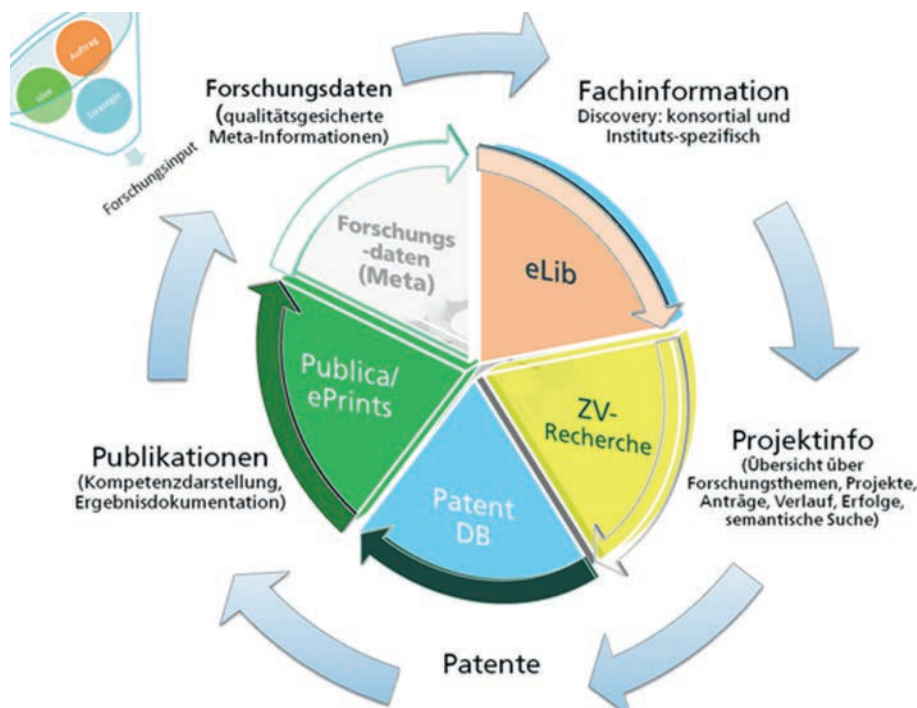 Auftrag
Idee
Strategie
Forschungsinput
Forschungsdaten
(qualitätsgesicherte
Meta-Informationen)
Fachinformation
Discovery: konsortial und
Instituts-spezifisch
Forschungs
-daten
(Meta)
eLib
Publica/
ePrints
ZV-
Recherche
Patent
DB
Publikationen
(Kompetenzdarstellung,
Ergebnisdokumentation)
Projektinfo
(Übersicht über
Forschungsthemen, Projekte,
Anträge, Verlauf, Erfolge,
semantische Suche)
Patente